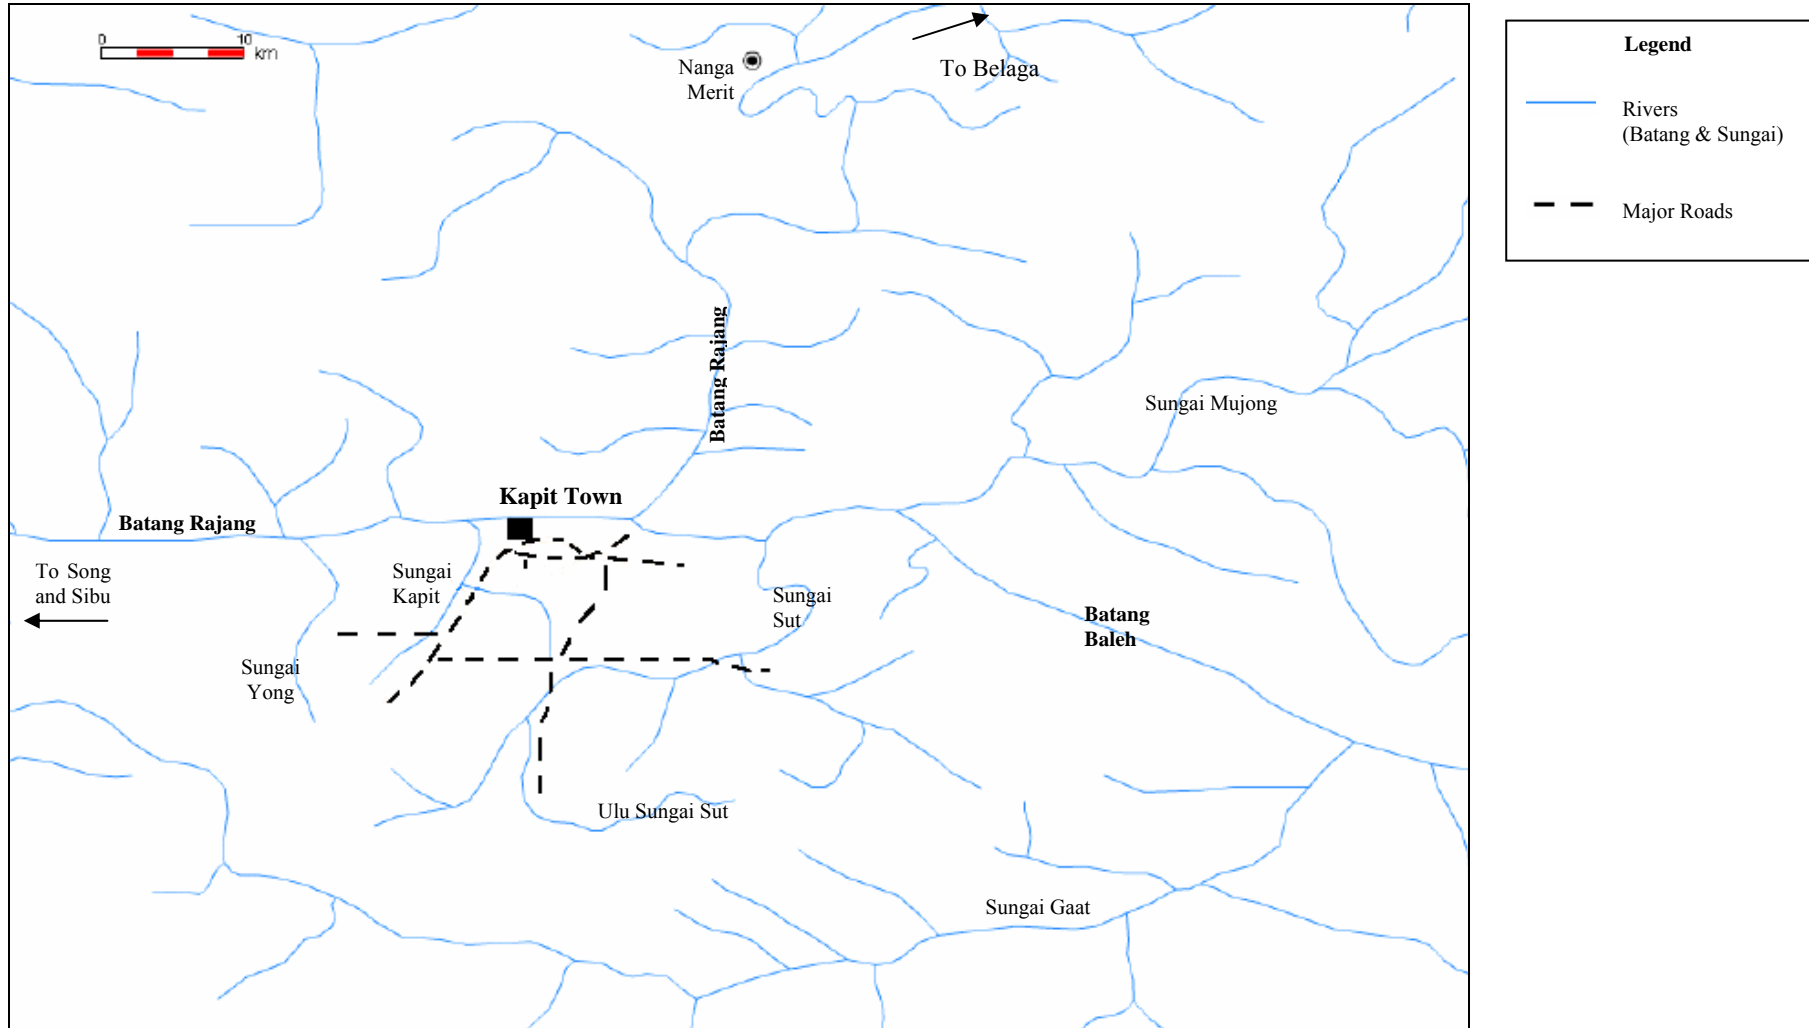 0 10
km
Nanga
Merit
To Belaga
Legend
Rivers
(Batang & Sungai)
Major Roads
Batang Rajang
Sungai Mujong
Kapit Town
Batang Rajang
To Song
and Sibu
Sungai
Kapit
Sungai
Sut
Batang
Baleh
Sungai
Yong
Ulu Sungai Sut
Sungai Gaat